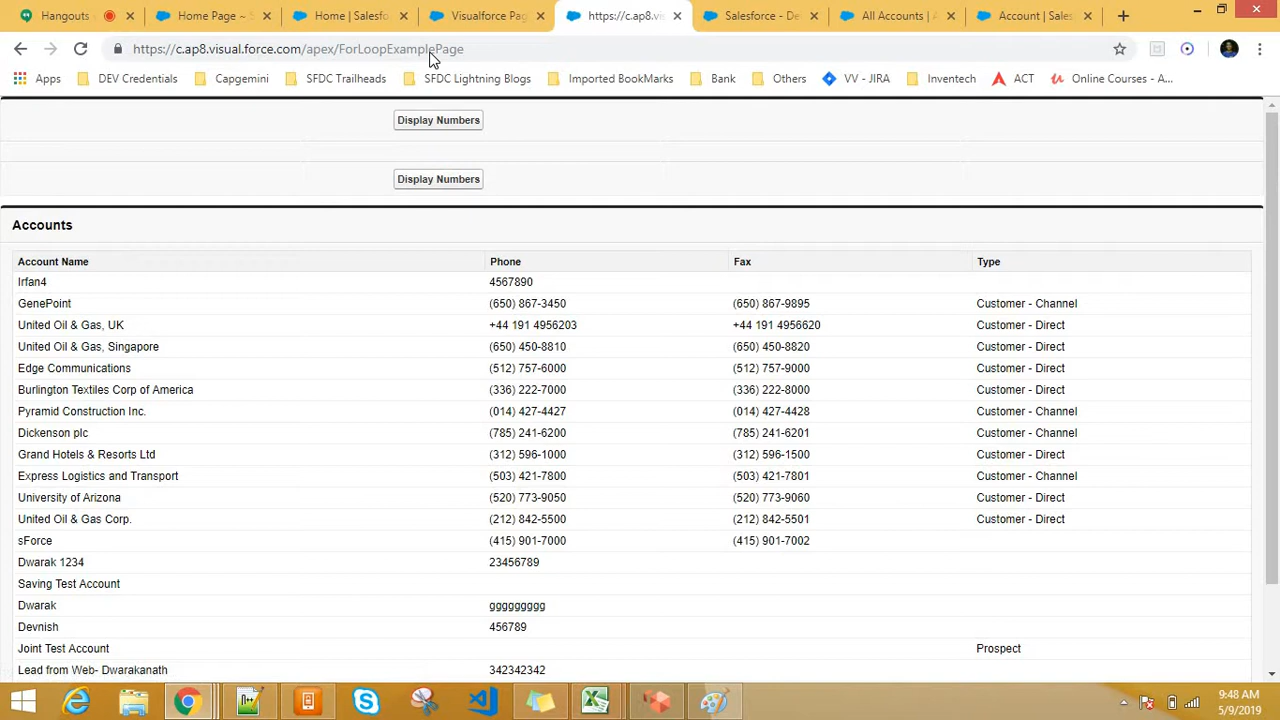 Hangouts
Home Page ~ S
Home | Salesfo
Visualforce Pag
https://c.ap8.vi
Salesforce - De
All Accounts | A
Account | Sales
https://c.ap8.visual.force.com/apex/ForLoopExamplePage
Apps
DEV Credentials
Capgemini
SFDC Trailheads
SFDC Lightning Blogs
Imported BookMarks
Bank
Others
VV - JIRA
Inventech
ACT
Online Courses - A...
Display Numbers
Display Numbers
Accounts
Account Name Phone Fax Type
Irfan4 4567890
GenePoint (650) 867-3450 (650) 867-9895 Customer - Channel
United Oil & Gas, UK +44 191 4956203 +44 191 4956620 Customer - Direct
United Oil & Gas, Singapore (650) 450-8810 (650) 450-8820 Customer - Direct
Edge Communications (512) 757-6000 (512) 757-9000 Customer - Direct
Burlington Textiles Corp of America (336) 222-7000 (336) 222-8000 Customer - Direct
Pyramid Construction Inc. (014) 427-4427 (014) 427-4428 Customer - Channel
Dickenson plc (785) 241-6200 (785) 241-6201 Customer - Channel
Grand Hotels & Resorts Ltd (312) 596-1000 (312) 596-1500 Customer - Direct
Express Logistics and Transport (503) 421-7800 (503) 421-7801 Customer - Channel
University of Arizona (520) 773-9050 (520) 773-9060 Customer - Direct
United Oil & Gas Corp. (212) 842-5500 (212) 842-5501 Customer - Direct
sForce (415) 901-7000 (415) 901-7002
Dwarak 1234 23456789
Saving Test Account
Dwarak ggggggggg
Devnish 456789
Joint Test Account Prospect
Lead from Web- Dwarakanath 342342342
9:48 AM
5/9/2019